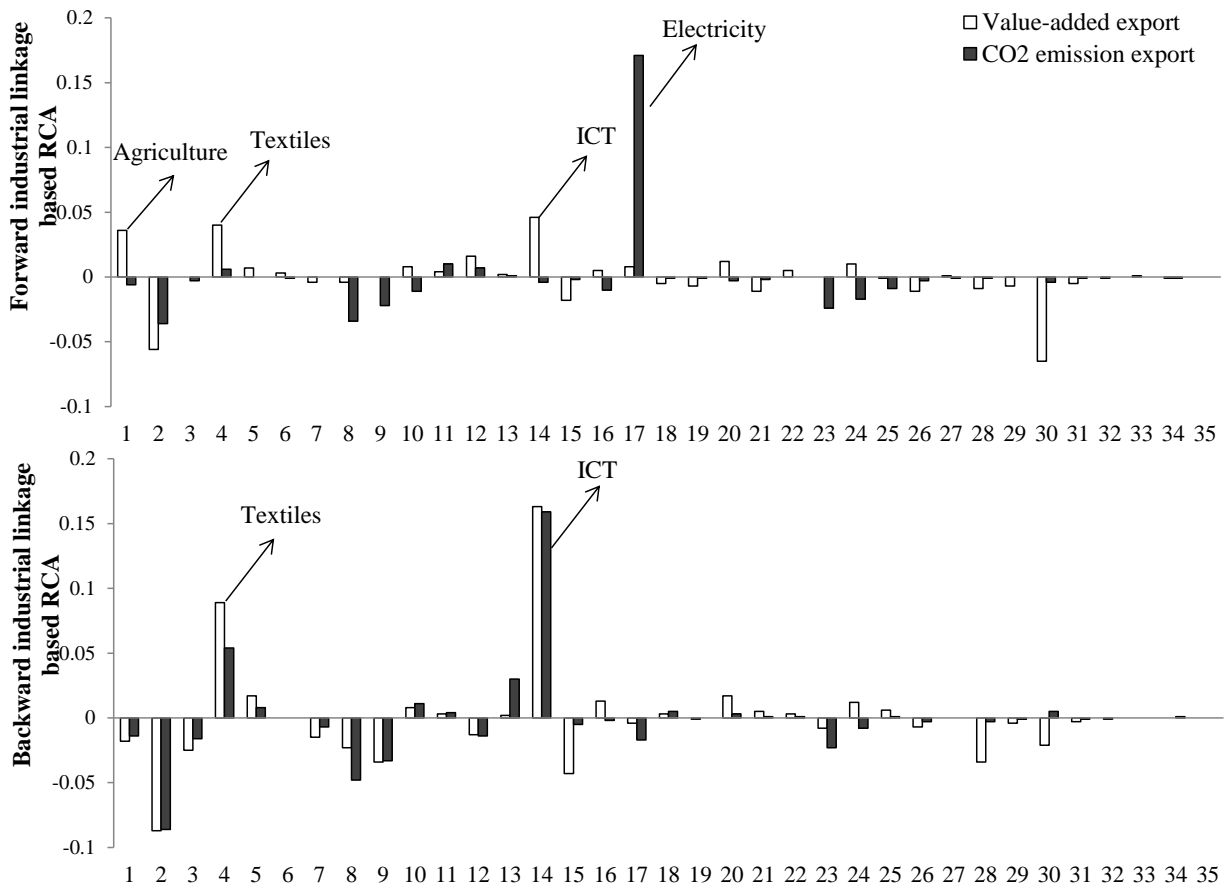 Forward industrial linkage
based RCA
0.2
0.15
0.1
0.05
0
-0.05
-0.1
Value-added export
CO2 emission export
Electricity
ICT
Textiles
Agriculture
1 2 3 4 5 6 7 8 9 10 11 12 13 14 15 16 17 18 19 20 21 22 23 24 25 26 27 28 29 30 31 32 33 34 35
Backward industrial linkage
based RCA
0.2
0.15
0.1
0.05
0
-0.05
-0.1
ICT
Textiles
1 2 3 4 5 6 7 8 9 10 11 12 13 14 15 16 17 18 19 20 21 22 23 24 25 26 27 28 29 30 31 32 33 34 35